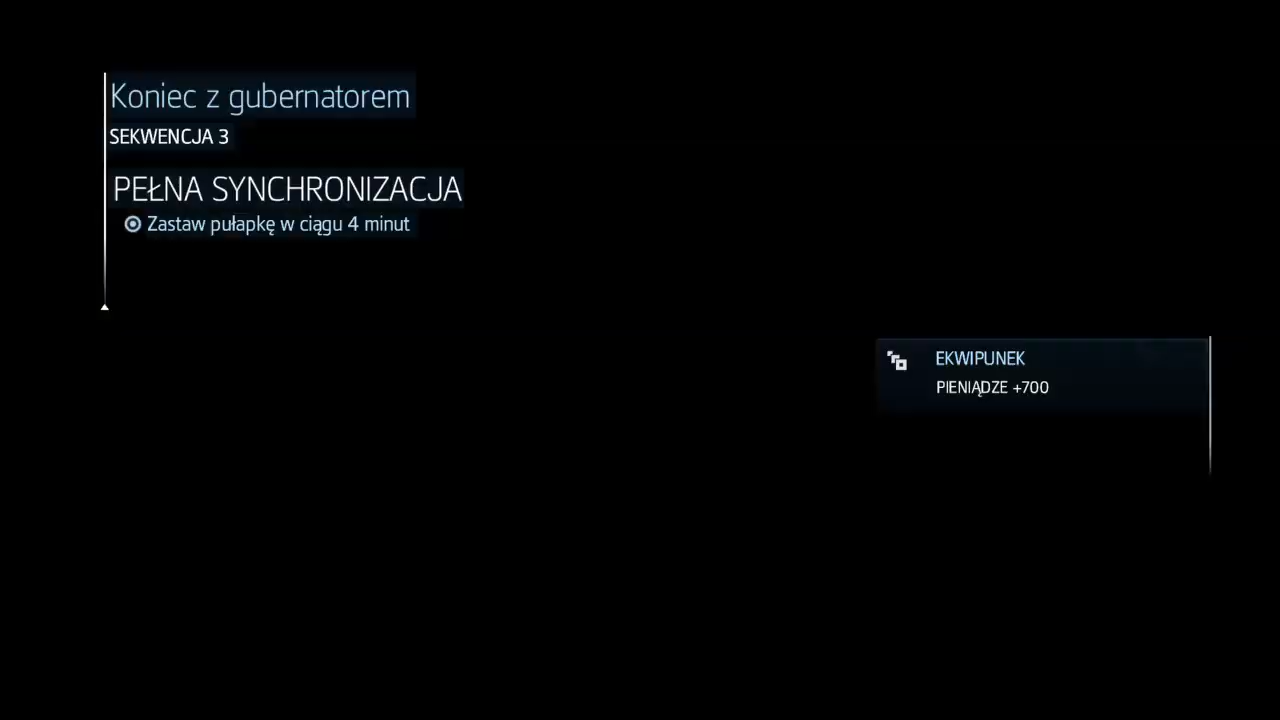 Koniec z gubernatorem
SEKWENCJA 3
PEŁNA SYNCHRONIZACJA
Zastaw pułapkę w ciągu 4 minut
EKWIPUNEK
PIENIĄDZE +700